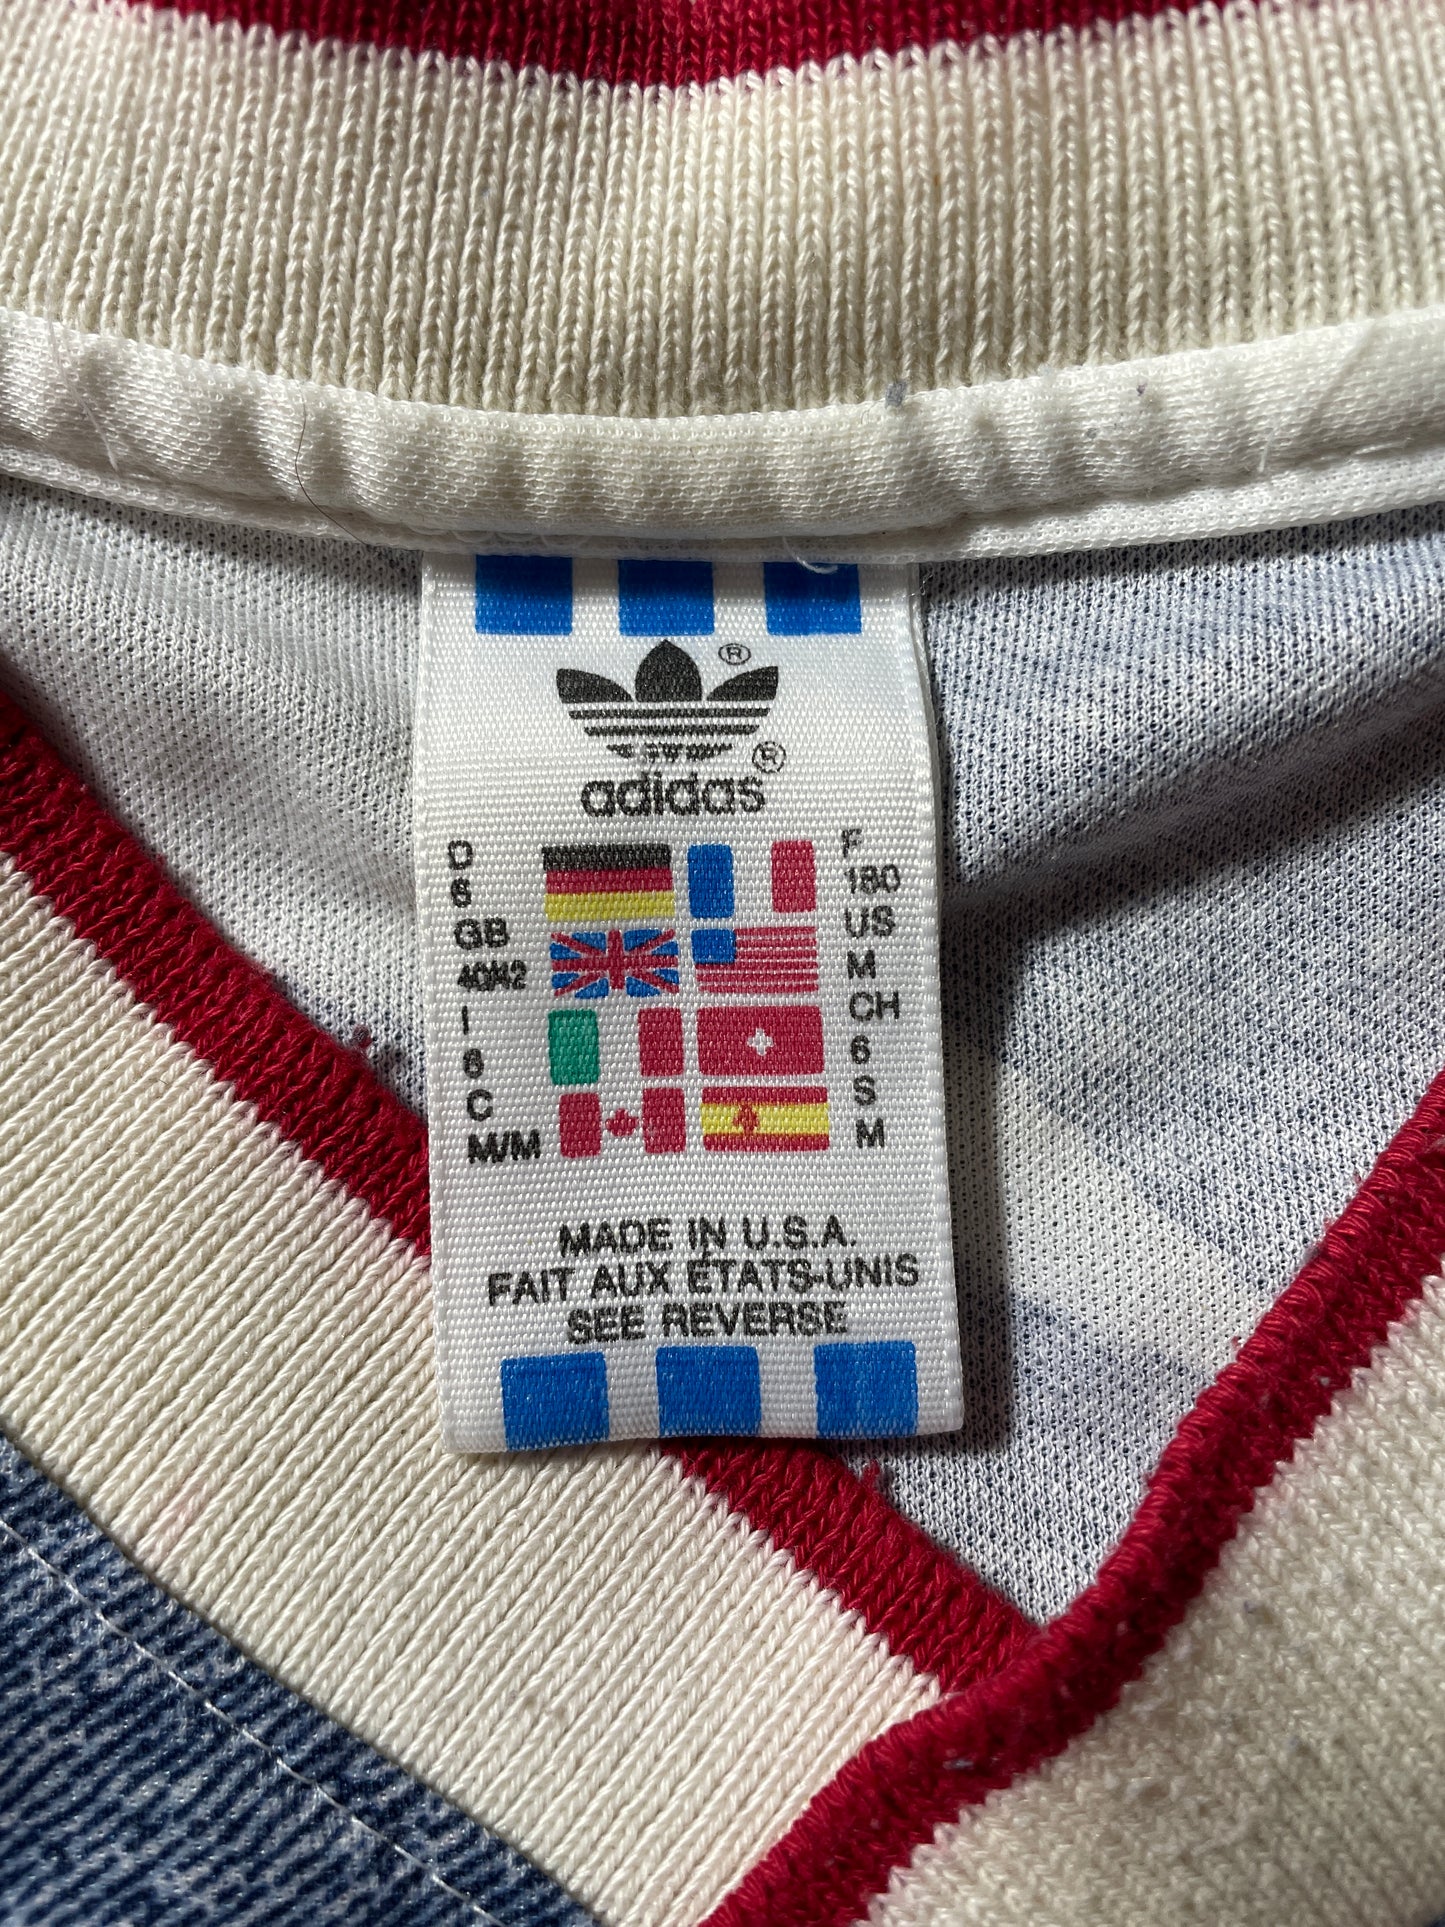 ®
adidas®
D
6
GB
40/42
I
6
C
M/M
F
180
US
M
CH
6
S
M
MADE IN U.S.A.
FAIT AUX ÉTATS-UNIS
SEE REVERSE